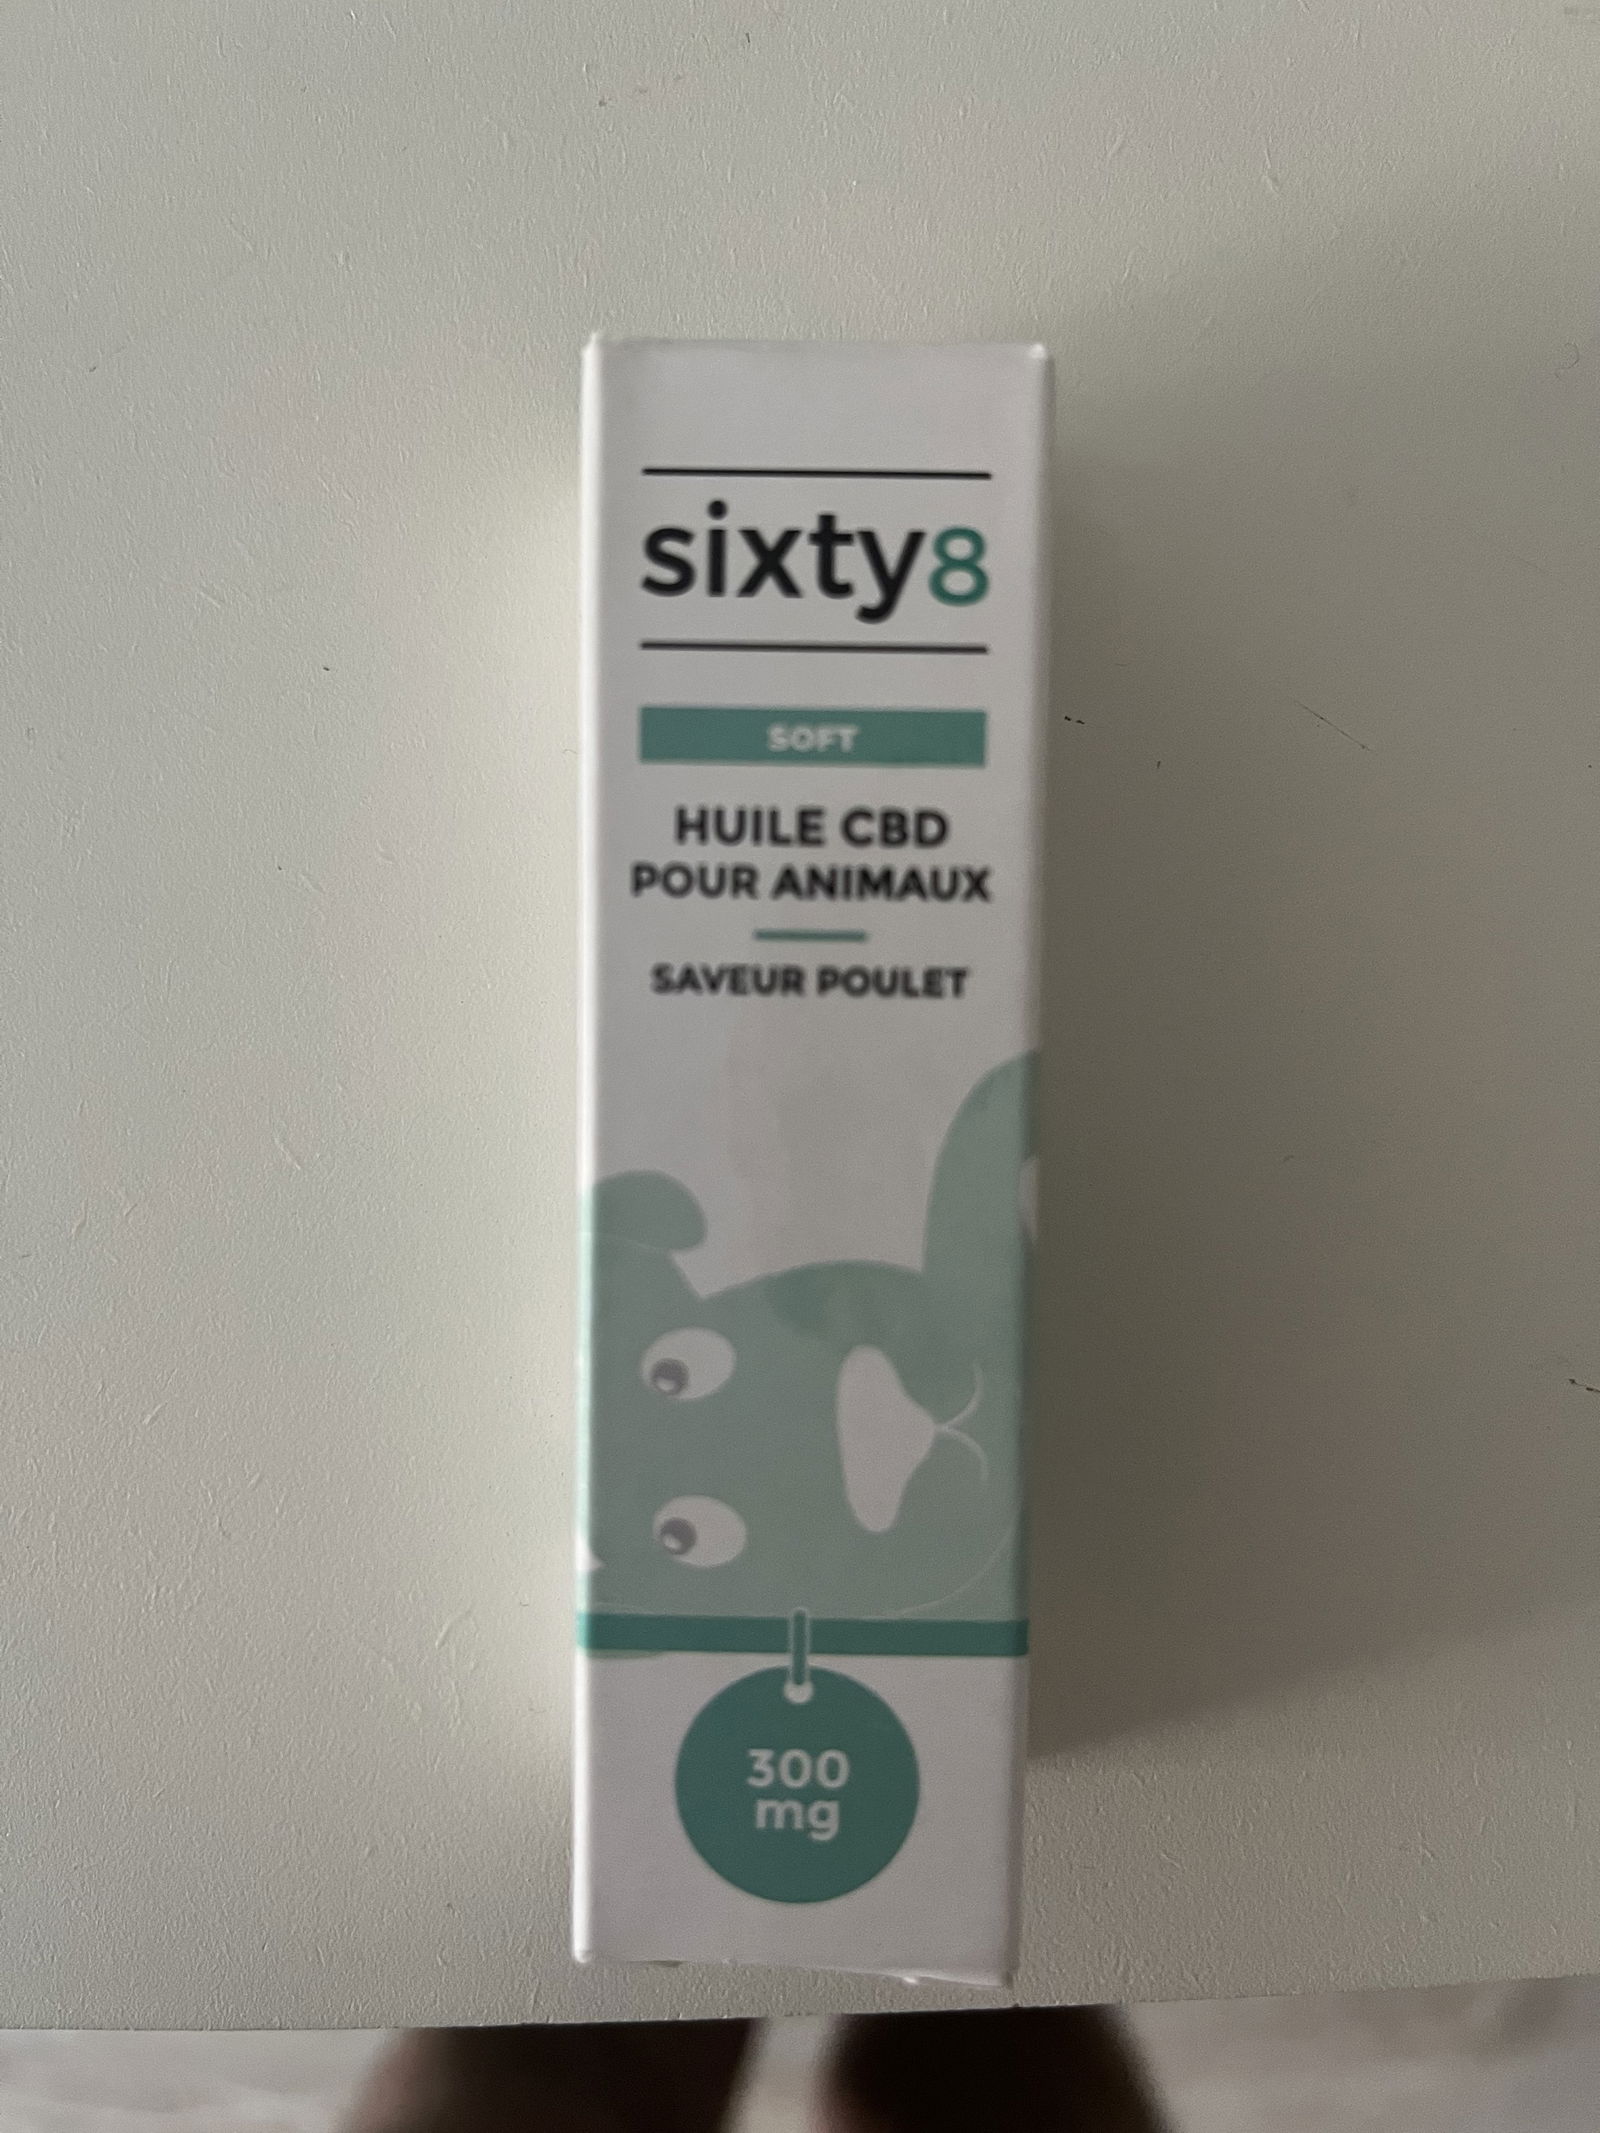 sixty8
SOFT
HUILE CBD
POUR ANIMAUX
SAVEUR POULET
300
mg